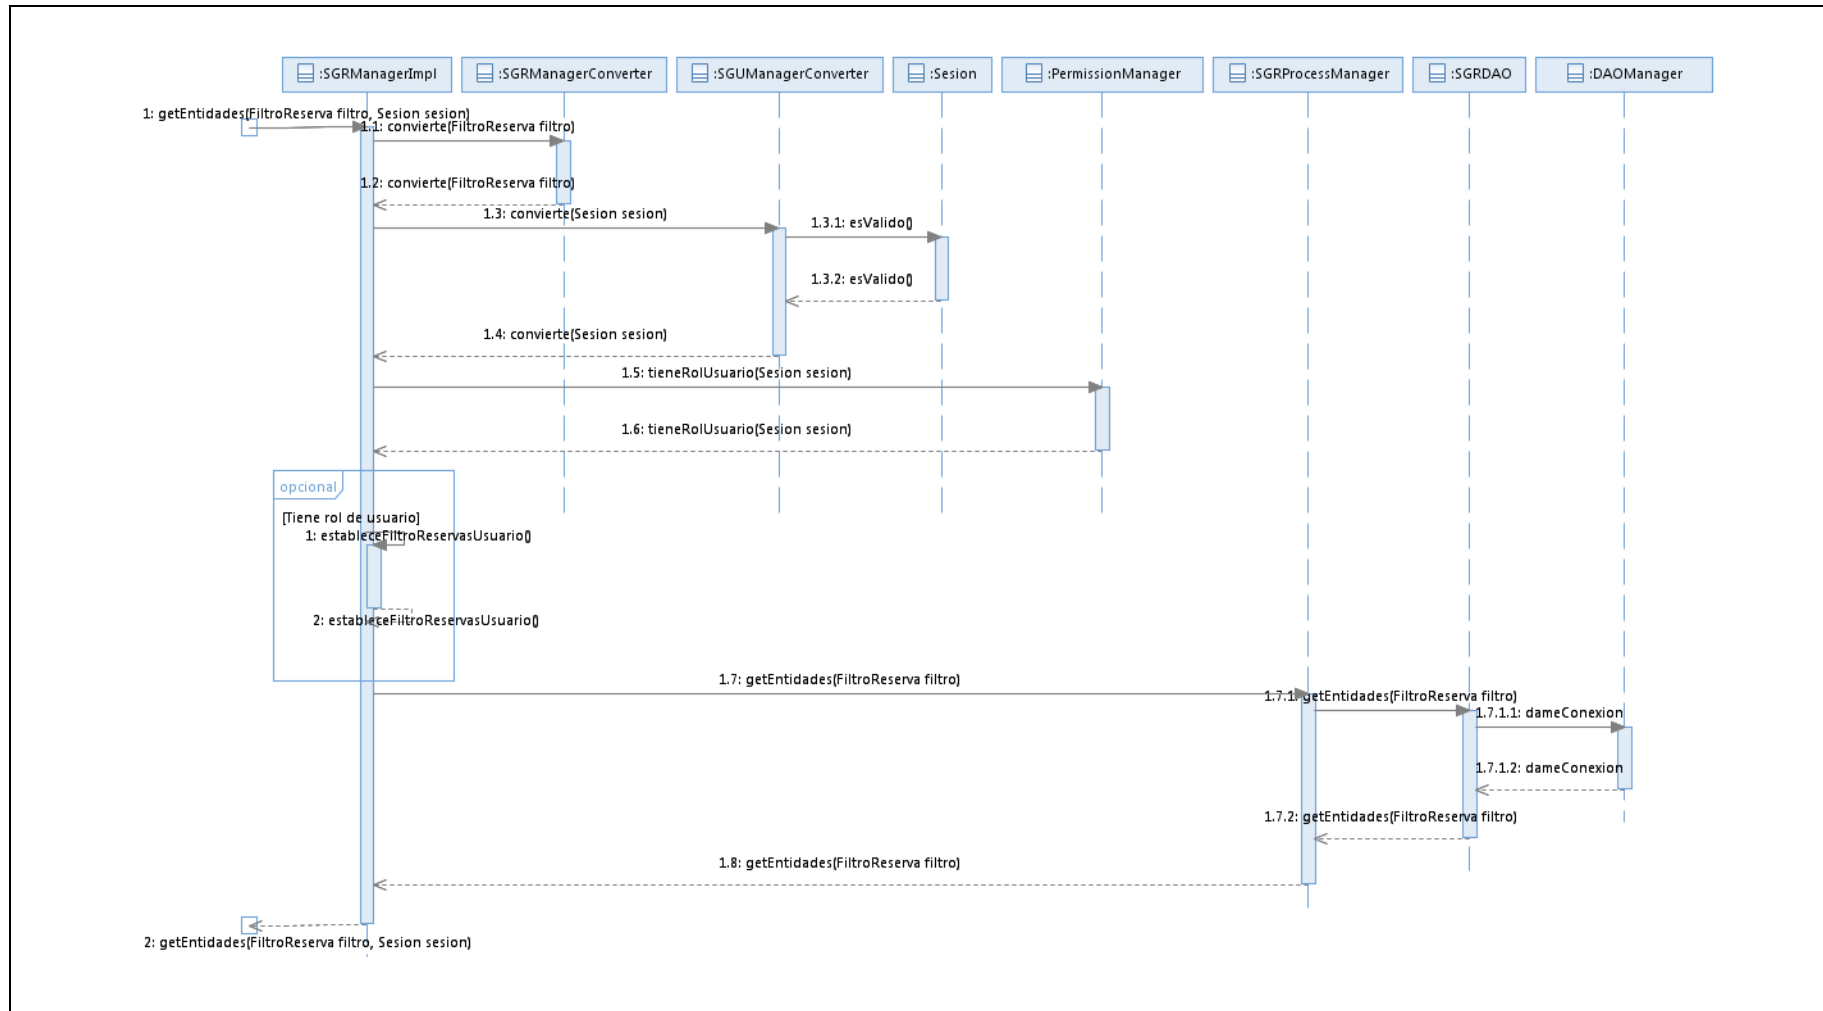 :SGRManagerImpl
:SGRManagerConverter
:SGUManagerConverter
:Sesion
:PermissionManager
:SGRProcessManager
:SGRDAO
:DAOManager
1: getEntidades(FiltroReserva filtro, Sesion sesion)
1.1: convierte(FiltroReserva filtro)
1.2: convierte(FiltroReserva filtro)
1.3: convierte(Sesion sesion)
1.3.1: esValido()
1.3.2: esValido()
1.4: convierte(Sesion sesion)
1.5: tieneRolUsuario(Sesion sesion)
1.6: tieneRolUsuario(Sesion sesion)
opcional
[Tiene rol de usuario]
1: estableceFiltroReservasUsuario()
2: estableceFiltroReservasUsuario()
1.7: getEntidades(FiltroReserva filtro)
1.7.1: getEntidades(FiltroReserva filtro)
1.7.1.1: dameConexion
1.7.1.2: dameConexion
1.7.2: getEntidades(FiltroReserva filtro)
1.8: getEntidades(FiltroReserva filtro)
2: getEntidades(FiltroReserva filtro, Sesion sesion)